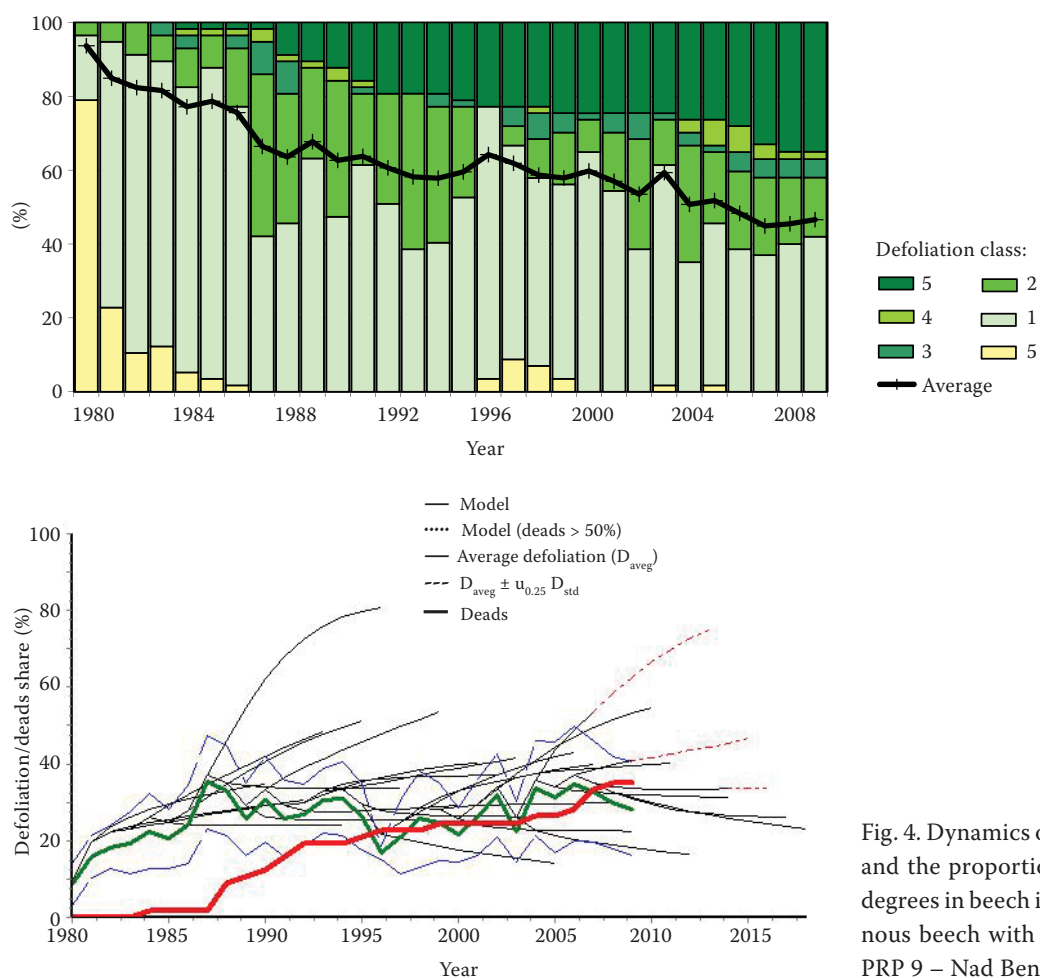 100
80
60
40
20
0
(%)
1980 1984 1988 1992 1996 2000 2004 2008
Year
Defoliation class:
5 2
4 1
3 5
Average
Model
Model (deads > 50%)
Average defoliation (Daveg)
Daveg ± u0.25 Dstd
Deads
100
80
60
40
20
0
Defoliation/deads share (%)
1980 1985 1990 1995 2000 2005 2010 2015
Year
Fig. 4. Dynamics
and the proportic
degrees in beech i
nous beech with
PRP 9 – Nad Ben